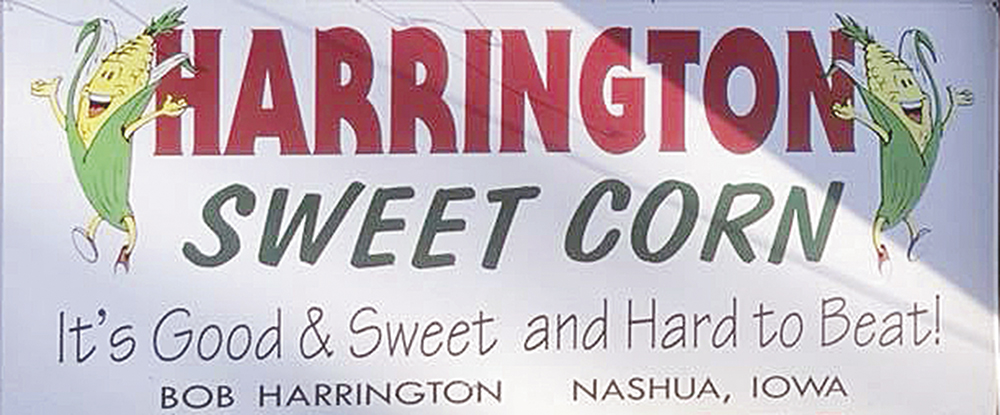 HARRINGTON
SWEET CORN
It's Good & Sweet and Hard to Beat!
BOB HARRINGTON NASHUA, IOWA